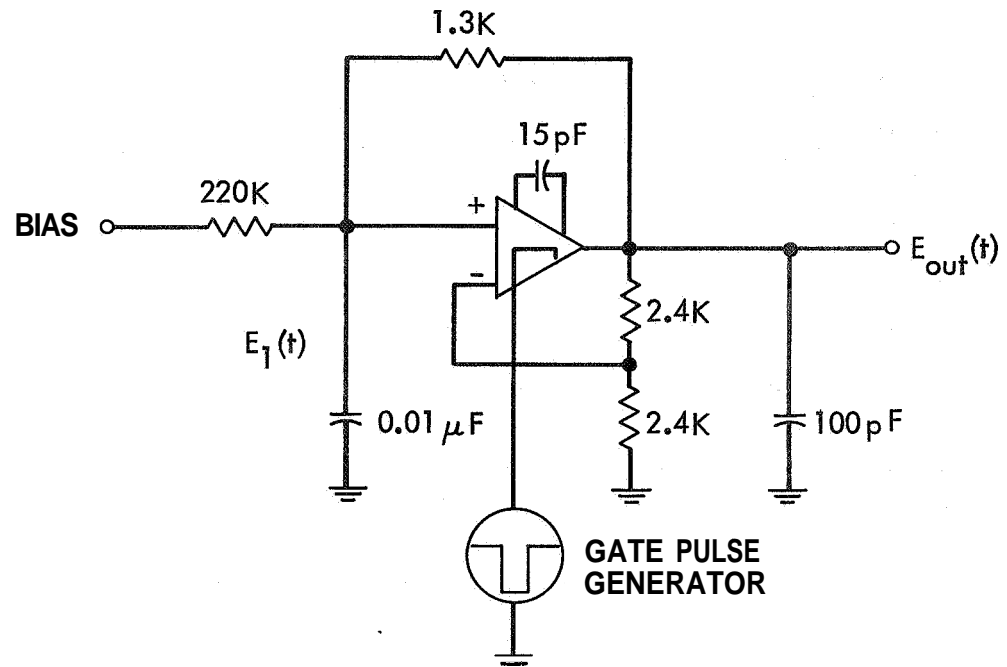 1.3K
15pF
220K
+
BIAS
-
E_out(t)
2.4K
E_1(t)
0.01 μF
2.4K
100pF
GATE PULSE
GENERATOR